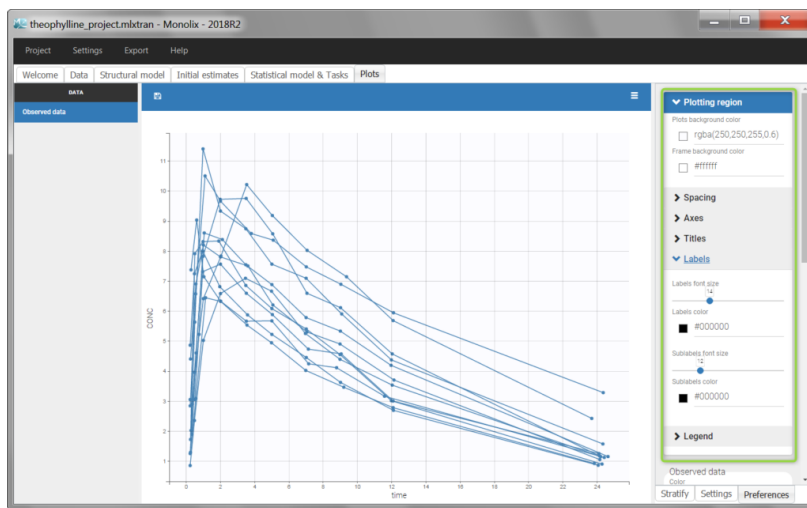 theophylline_project.mlxtran - Monolix - 2018R2
Project Settings Export Help
Welcome Data Structural model Initial estimates Statistical model & Tasks Plots
DATA
Observed data
Plotting region
Plots background color
rgba(250,250,255,0.6)
Frame background color
#ffffff
Spacing
Axes
Titles
Labels
Labels font size
14
Labels color
#000000
Sublabels font size
12
Sublabels color
#000000
Legend
Observed data
Color
Stratify Settings Preferences
CONC
11
10
9
8
7
6
5
4
3
2
1
0
0 2 4 6 8 10 12 14 16 18 20 22 24
time